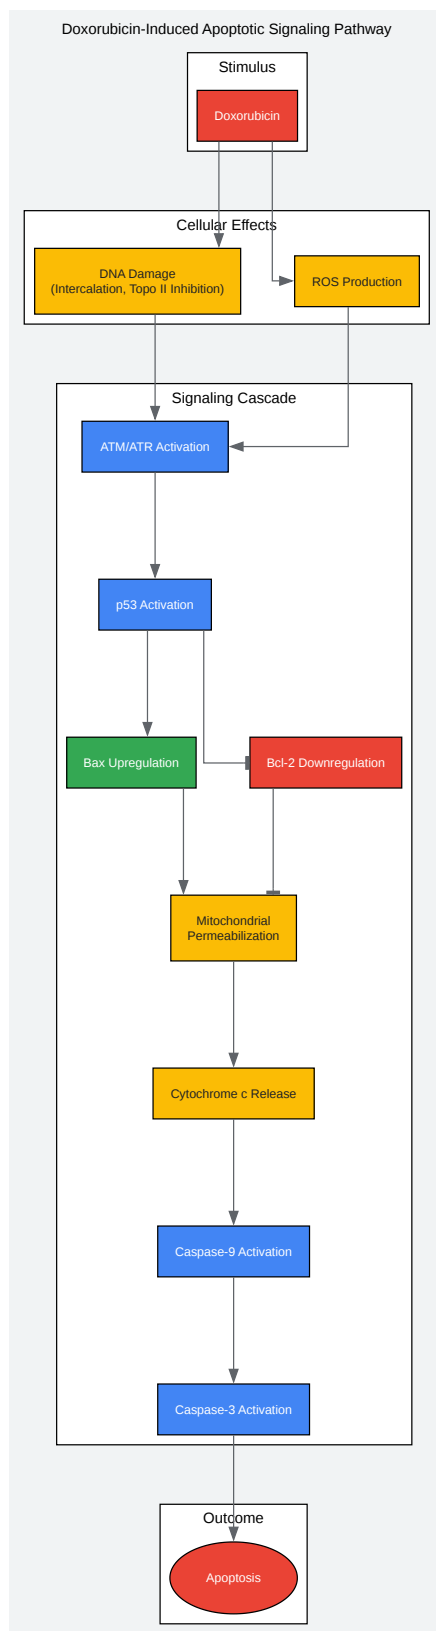 Doxorubicin-Induced Apoptotic Signaling Pathway
Stimulus
Doxorubicin
Cellular Effects
DNA Damage
(Intercalation, Topo II Inhibition)
ROS Production
Signaling Cascade
ATM/ATR Activation
p53 Activation
Bax Upregulation
Bcl-2 Downregulation
Mitochondrial
Permeabilization
Cytochrome c Release
Caspase-9 Activation
Caspase-3 Activation
Outcome
Apoptosis